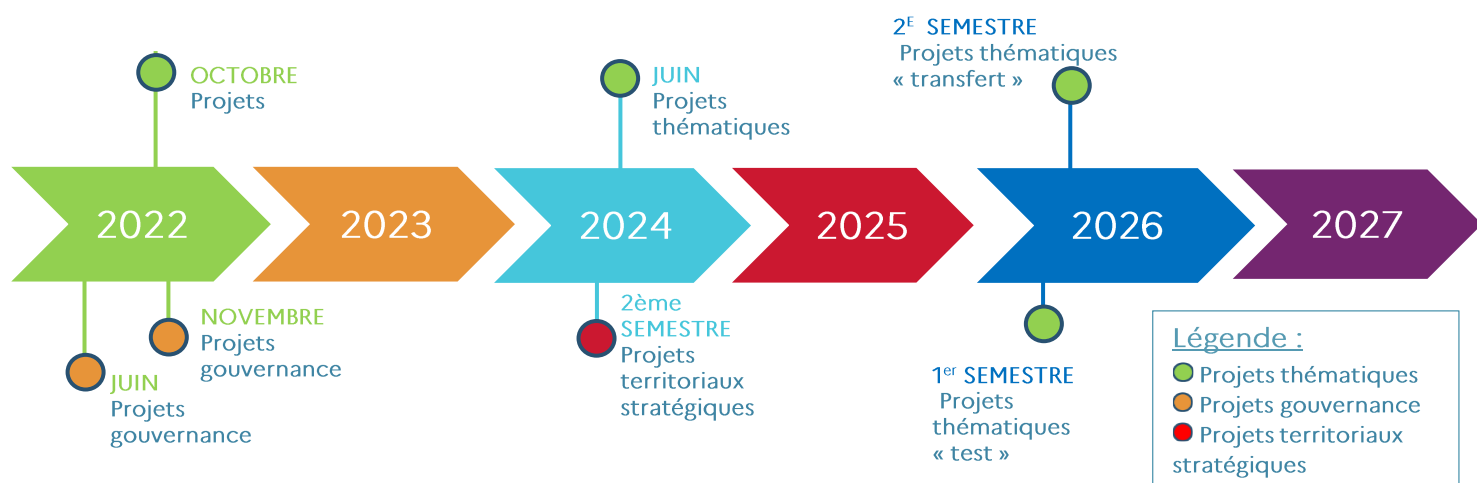 OCTOBRE
Projets
JUIN
Projets
thématiques
2E SEMESTRE
Projets thématiques
« transfert »
2022
2023
2024
2025
2026
2027
JUIN
Projets
gouvernance
NOVEMBRE
Projets
gouvernance
2ème
SEMESTRE
Projets
territoriaux
stratégiques
1er SEMESTRE
Projets
thématiques
« test »
Légende :
Projets thématiques
Projets gouvernance
Projets territoriaux
stratégiques